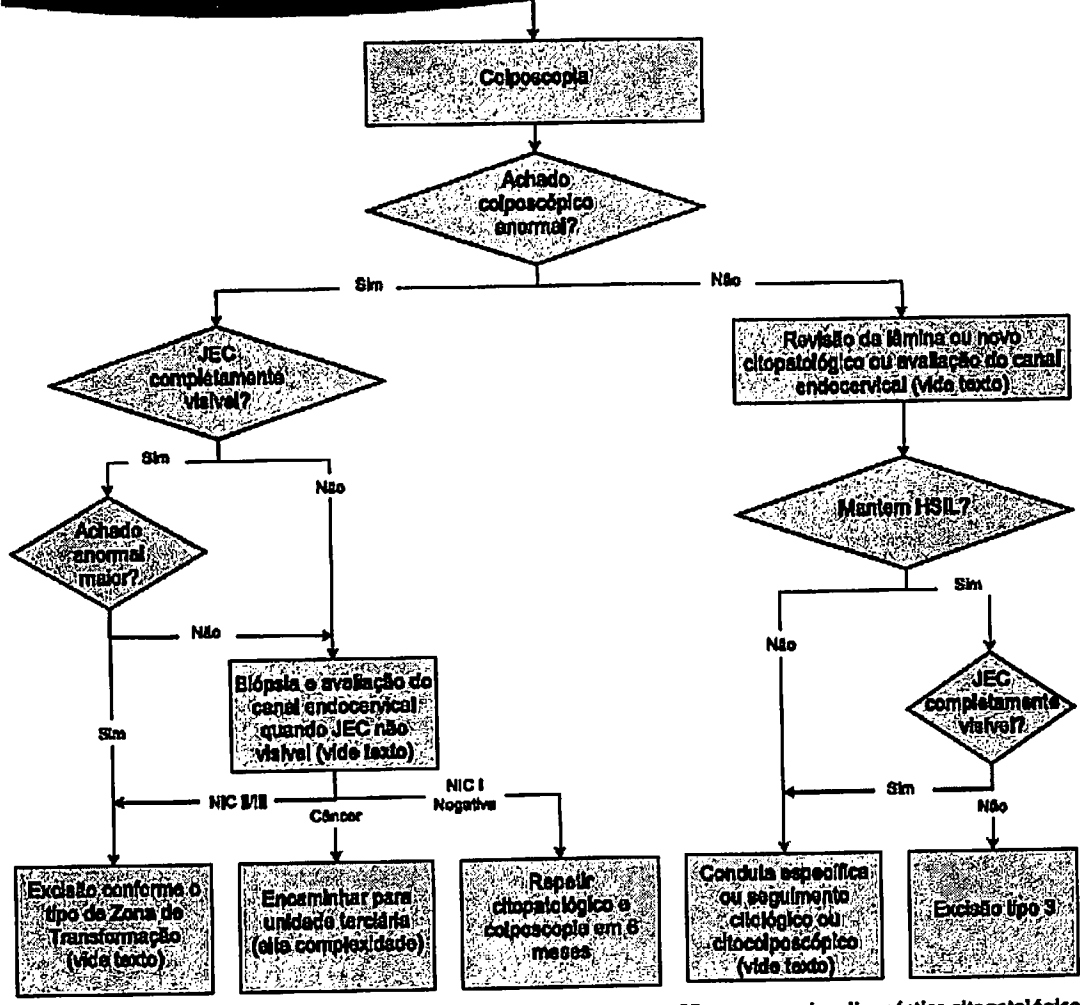 Colposcopia
Achado
colposcópico
anormal?
Sim
Não
JEC
completamente
visível?
Revisão da lâmina ou novo
citopatológico ou avaliação do canal
endocervical (vide texto)
Sim
Não
Mantem HSIL?
Achado
anormal
maior?
Sim
Não
Não
JEC
completamente
visível?
Biópsia e avaliação do
canal endocervical
quando JEC não
visível (vide texto)
Sim
NIC II/III
Câncer
NIC I
Negativa
Sim
Não
Excisão conforme o
tipo de Zona de
Transformação
(vide texto)
Encaminhar para
unidade terciária
(alta complexidade)
Repetir
citopatológico e
colposcopia em 6
meses
Conduta específica
ou seguimento
citológico ou
citocolposcópico
(vide texto)
Excisão tipo 3
diagnóstico citopatológico